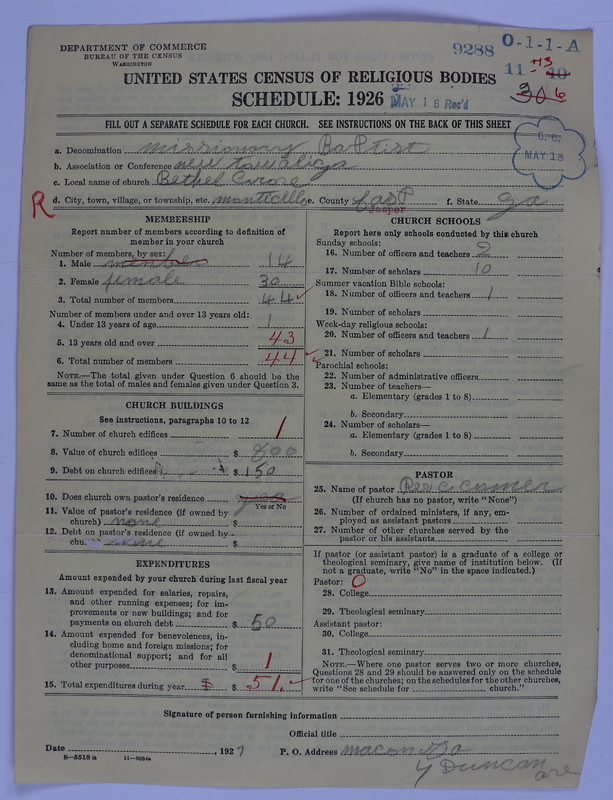 DEPARTMENT OF COMMERCE
BUREAU OF THE CENSUS
WASHINGTON
9288 0-1-1-A
11-73 40
30 6
UNITED STATES CENSUS OF RELIGIOUS BODIES
SCHEDULE: 1926
MAY 18 Rec'd
FILL OUT A SEPARATE SCHEDULE FOR EACH CHURCH. SEE INSTRUCTIONS ON THE BACK OF THIS SHEET
MAY 18
a. Denomination missionary Baptist
b. Association or Conference new
c. Local name of church Bethel
R
d. City, town, village, or township, etc. monticello e. County Jasper f. State ga
MEMBERSHIP
Report number of members according to definition of member in your church
Number of members, by sex:
1. Male member 14
2. Female female 30
3. Total number of members 44
Number of members under and over 13 years old:
4. Under 13 years of age 1
5. 13 years old and over 43
6. Total number of members 44
NOTE.—The total given under Question 6 should be
same as the total of males and females given under Question 3.
CHURCH BUILDINGS
See instructions, paragraphs 10 to 12
7. Number of church edifices 1
8. Value of church edifices $ 800
9. Debt on church edifices $ 150
10. Does church own pastor's residence
Yes or No
11. Value of pastor's residence (if owned by
church) none $
12. Debt on pastor's residence (if owned by
none $
EXPENDITURES
Amount expended by your church during last fiscal year
13. Amount expended for salaries, repairs,
and other running expenses; for im-
provements or new buildings; and for
payments on church debt $ 50
14. Amount expended for benevolences, in-
cluding home and foreign missions; for
denominational support; and for all
other purposes $ 1
15. Total expenditures during year $ $ 51.
CHURCH SCHOOLS
Report here only schools conducted by this church
Sunday schools:
16. Number of officers and teachers 2
17. Number of scholars 10
Summer vacation Bible schools:
18. Number of officers and teachers 1
19. Number of scholars
Week-day religious schools:
20. Number of officers and teachers 1
21. Number of scholars
Parochial schools:
22. Number of administrative officers
23. Number of teachers—
a. Elementary (grades 1 to 8)
b. Secondary
24. Number of scholars—
a. Elementary (grades 1 to 8)
b. Secondary
PASTOR
25. Name of pastor Rev C
(If church has no pastor, write "None")
26. Number of ordained ministers, if any, em-
ployed as assistant pastors
27. Number of other churches served by the
pastor or his assistants
If pastor (or assistant pastor) is a graduate of a college or
theological seminary, give name of institution below. (If
not a graduate, write "No" in the space indicated.)
Pastor: O
28. College
29. Theological seminary
Assistant pastor:
30. College
31. Theological seminary
NOTE.—Where one pastor serves two or more churches,
Questions 28 and 29 should be answered only on the schedule
for one of the churches; on the schedules for the other churches,
write "See schedule for church."
Signature of person furnishing information
Official title
Date , 1927 P. O. Address macon ga
8-5518 a 11-9054a
4 Duncan ave